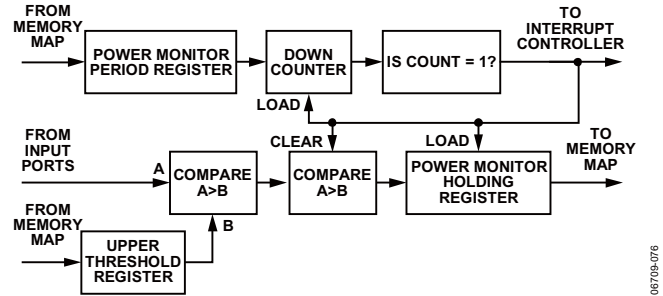 FROM
MEMORY
MAP
POWER MONITOR
PERIOD REGISTER
DOWN
COUNTER
IS COUNT = 1?
TO
INTERRUPT
CONTROLLER
LOAD
CLEAR
LOAD
FROM
INPUT
PORTS
A
COMPARE
A>B
COMPARE
A>B
POWER MONITOR
HOLDING
REGISTER
TO
MEMORY
MAP
FROM
MEMORY
MAP
B
UPPER
THRESHOLD
REGISTER
06709-076